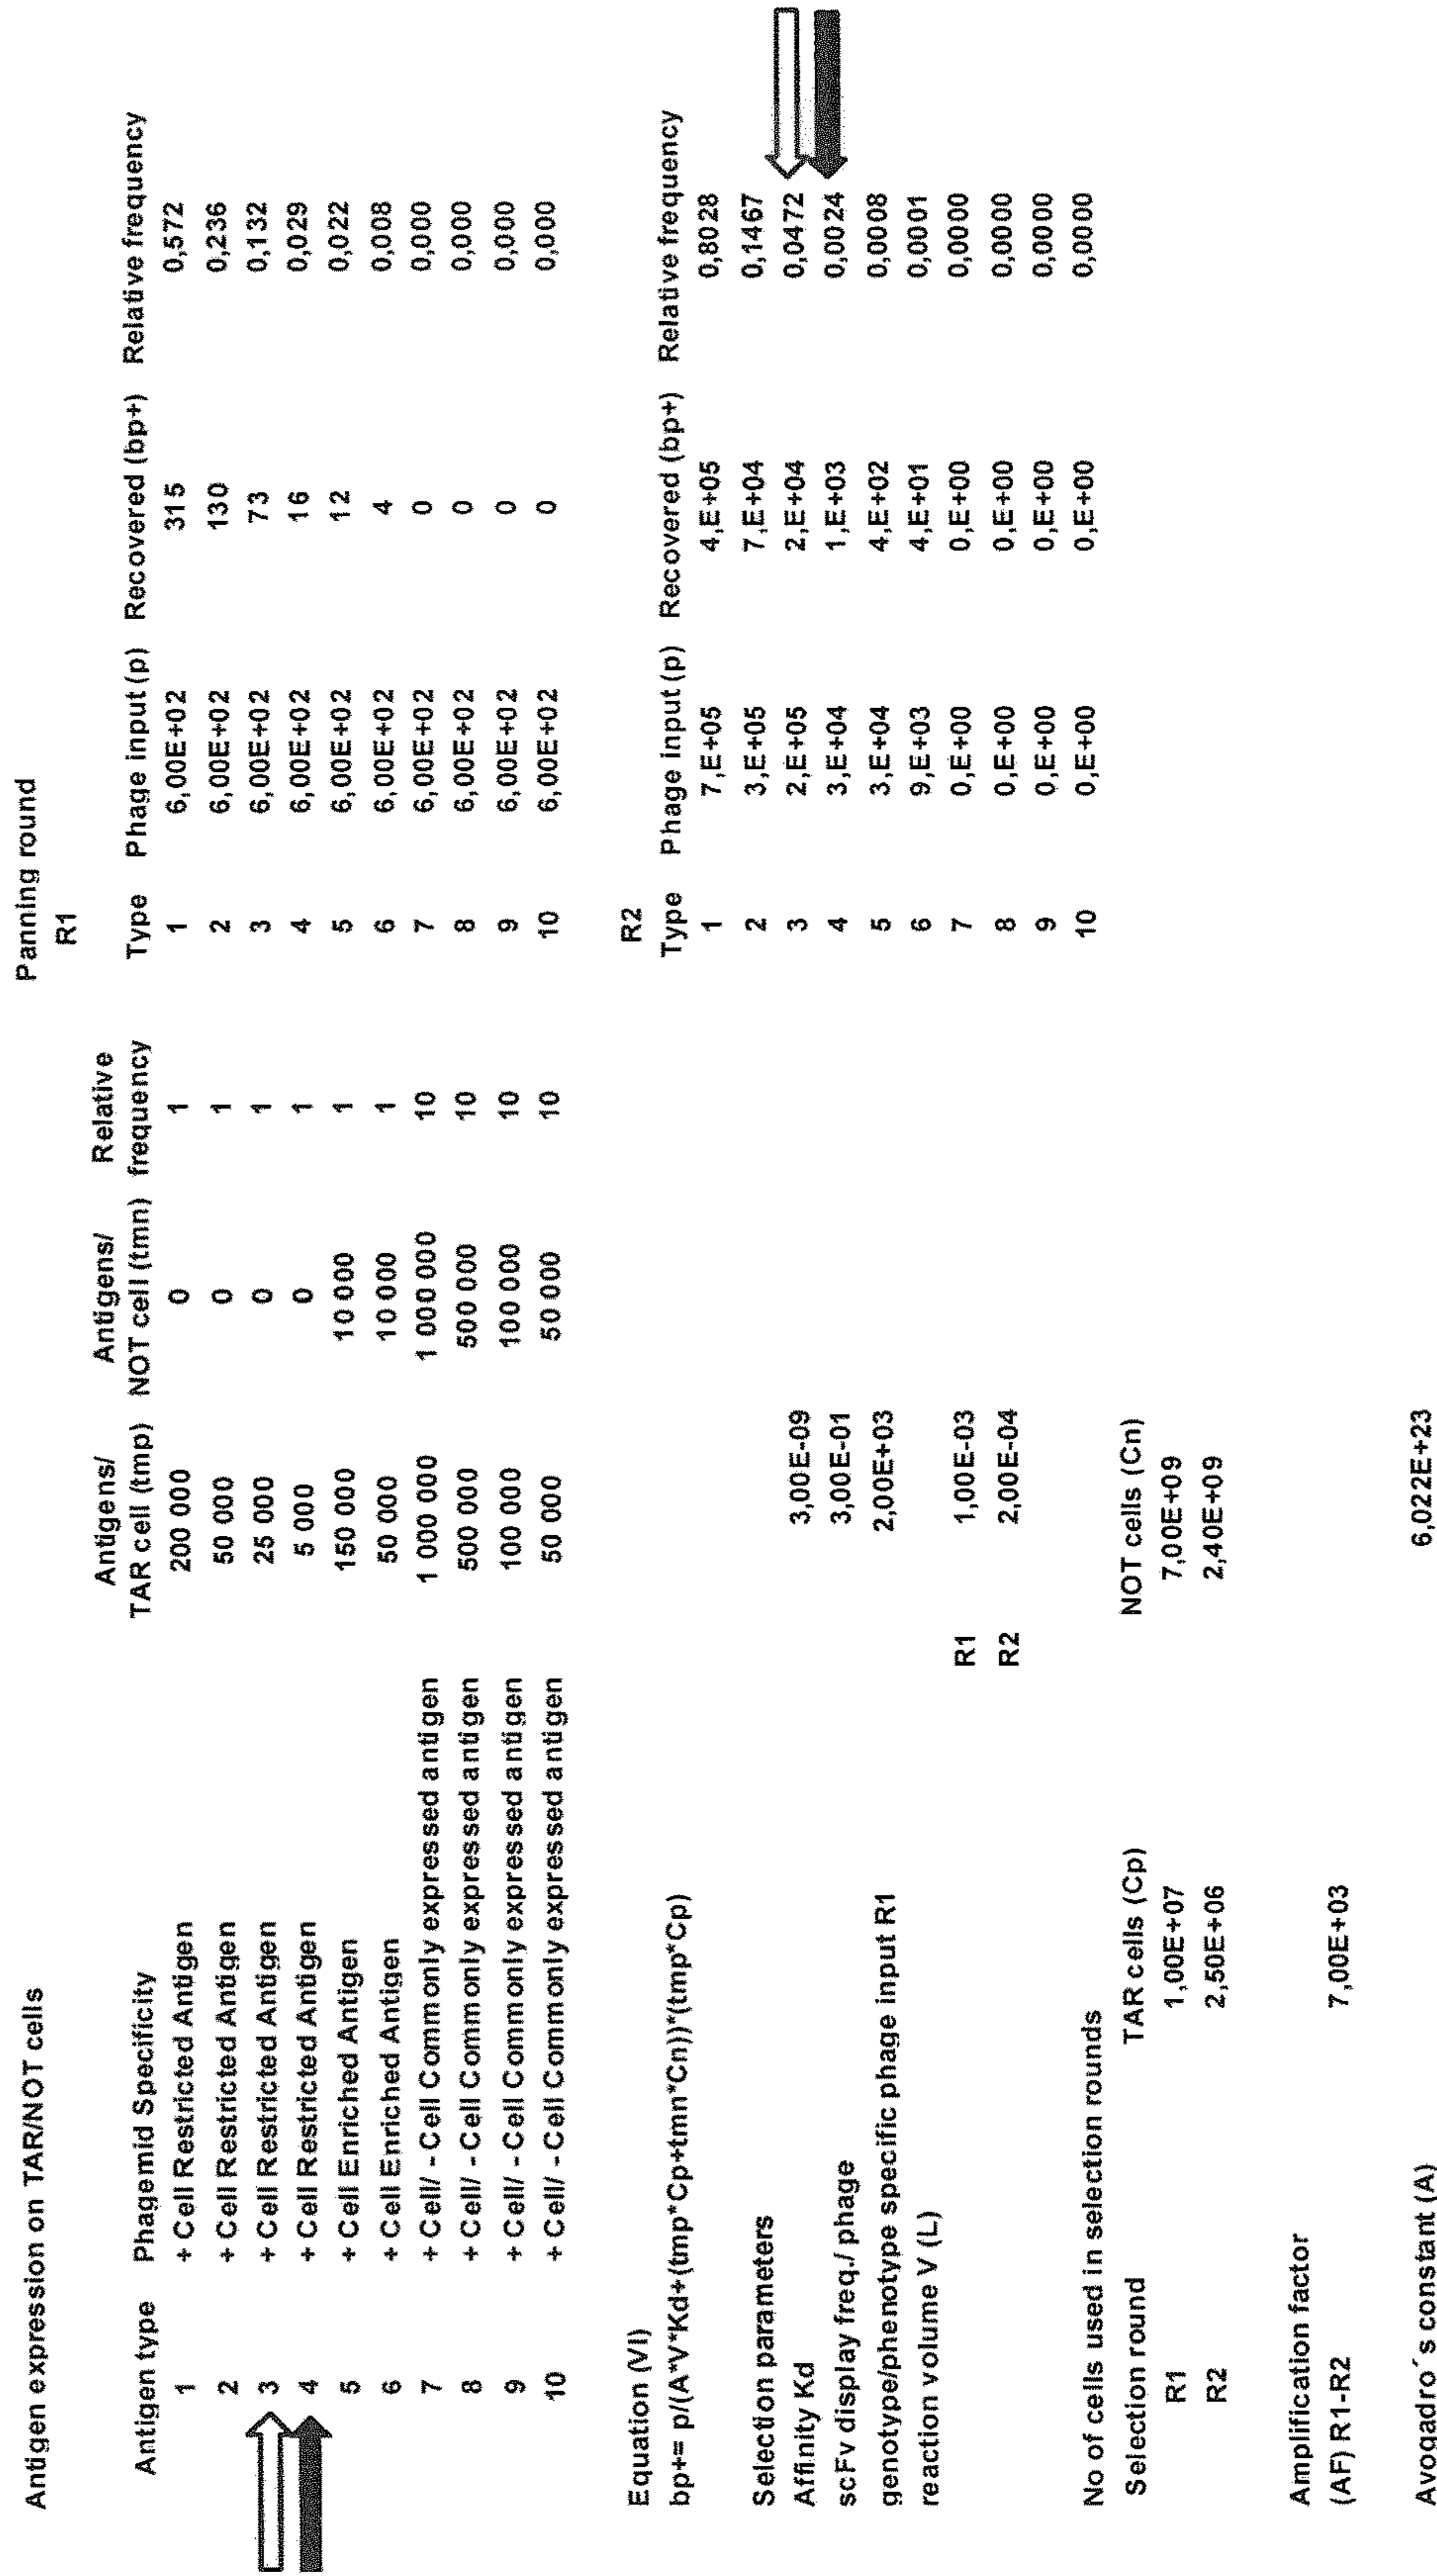 Antigen expression on TAR/NOT cells
Panning round
R1
Antigen type Phagemid Specificity Antigens/ TAR cell (tmp) Antigens/ NOT cell (tmn) Relative frequency Type Phage input (p) Recovered (bp+) Relative frequency
1 + Cell Restricted Antigen 200 000 0 1 1 6,00E+02 315 0,572
2 + Cell Restricted Antigen 50 000 0 1 2 6,00E+02 130 0,236
3 + Cell Restricted Antigen 25 000 0 1 3 6,00E+02 73 0,132
4 + Cell Restricted Antigen 5 000 0 1 4 6,00E+02 16 0,029
5 + Cell Enriched Antigen 150 000 10 000 1 5 6,00E+02 12 0,022
6 + Cell Enriched Antigen 50 000 10 000 1 6 6,00E+02 4 0,008
7 + Cell/ - Cell Commonly expressed antigen 1 000 000 1 000 000 10 7 6,00E+02 0 0,000
8 + Cell/ - Cell Commonly expressed antigen 500 000 500 000 10 8 6,00E+02 0 0,000
9 + Cell/ - Cell Commonly expressed antigen 100 000 100 000 10 9 6,00E+02 0 0,000
10 + Cell/ - Cell Commonly expressed antigen 50 000 50 000 10 10 6,00E+02 0 0,000
Equation (VI)
bp+= p/((A*V*Kd+(tmp*Cp+tmn*Cn))*(tmp*Cp)
R2
Type Phage input (p) Recovered (bp+) Relative frequency
1 7,E+05 4,E+05 0,8028
2 3,E+05 7,E+04 0,1467
3 2,E+05 2,E+04 0,0472
4 3,E+04 1,E+03 0,0024
5 3,E+04 4,E+02 0,0008
6 9,E+03 4,E+01 0,0001
7 0,E+00 0,E+00 0,0000
8 0,E+00 0,E+00 0,0000
9 0,E+00 0,E+00 0,0000
10 0,E+00 0,E+00 0,0000
Selection parameters
Affinity Kd 3,00E-09
scFv display freq./ phage 3,00E-01
genotype/phenotype specific phage input R1 2,00E+03
reaction volume V (L) R1 1,00E-03
R2 2,00E-04
No of cells used in selection rounds
Selection round TAR cells (Cp) NOT cells (Cn)
R1 1,00E+07 7,00E+09
R2 2,50E+06 2,40E+09
Amplification factor
(AF) R1-R2 7,00E+03
Avogadro´s constant (A) 6,022E+23